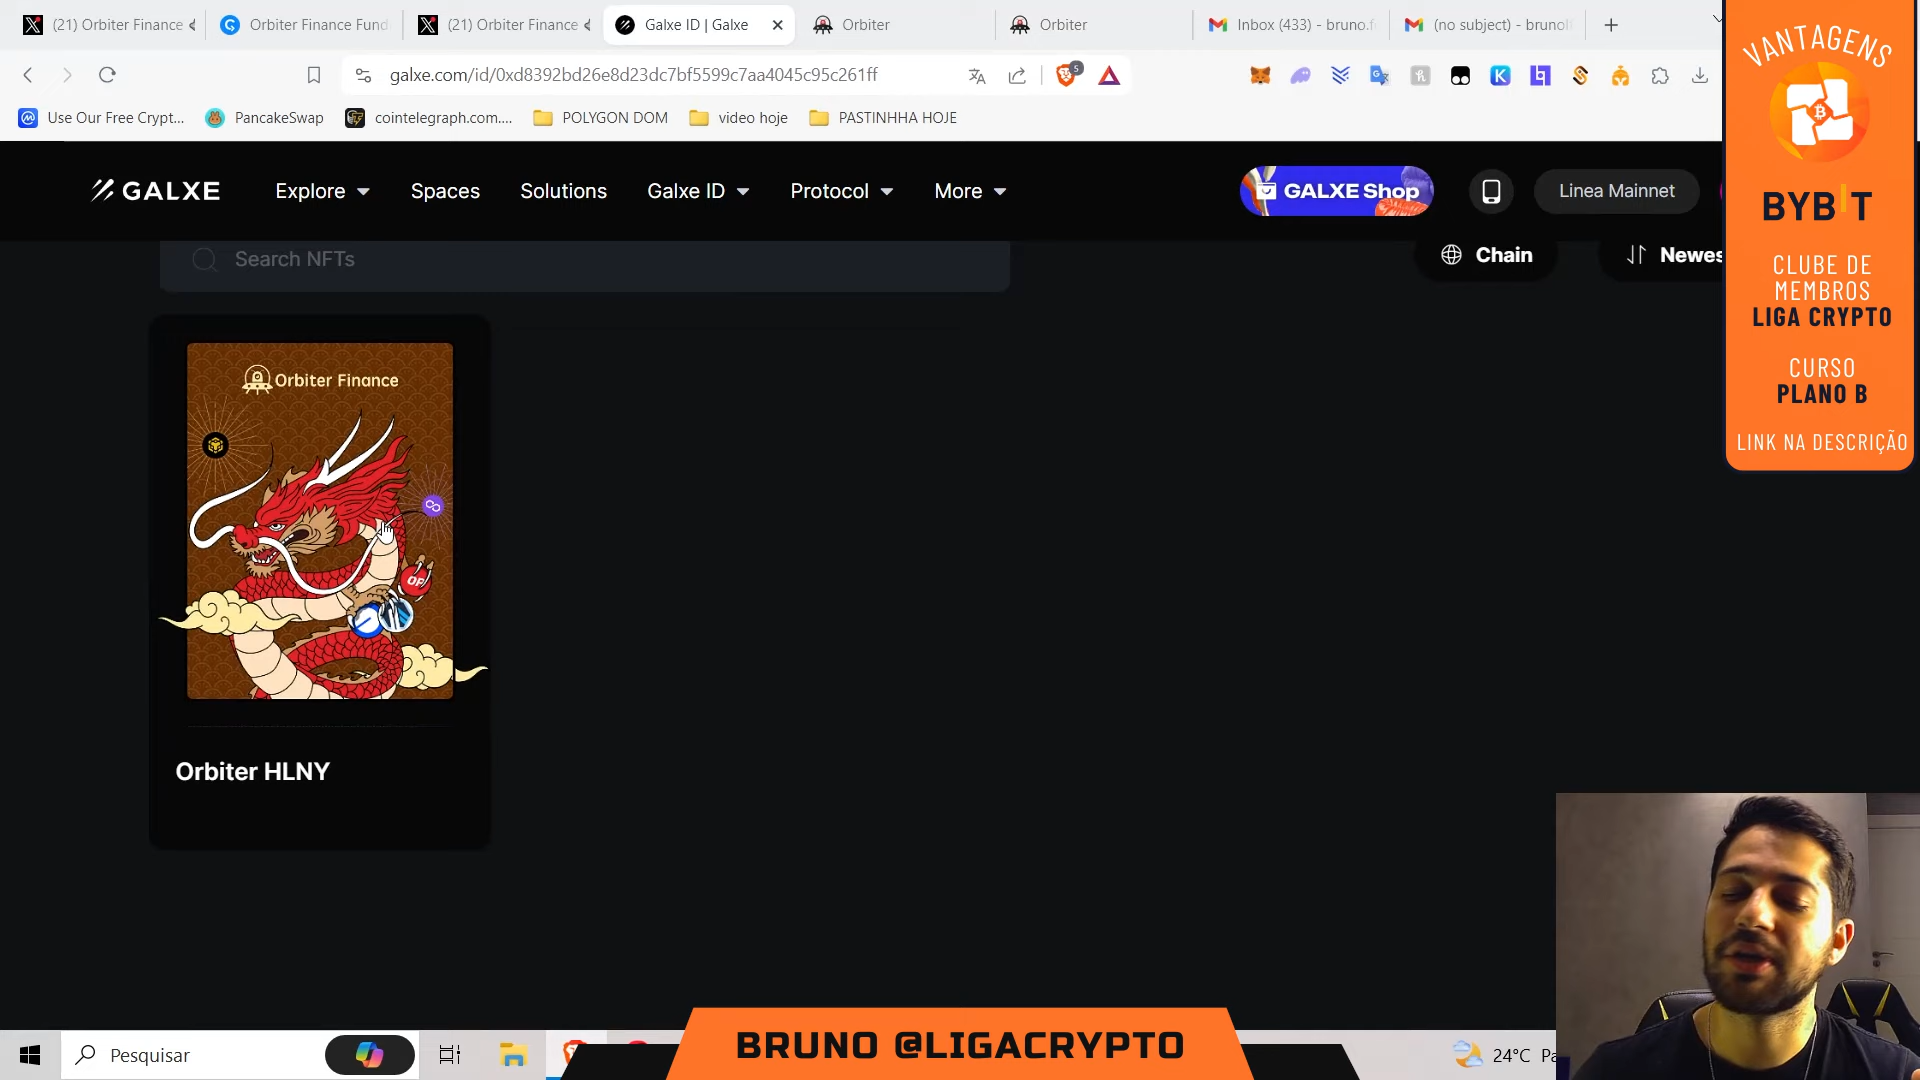 (21) Orbiter Finance
Orbiter Finance Fund
(21) Orbiter Finance
Galxe ID | Galxe
Orbiter
Orbiter
Inbox (433) - bruno.f
(no subject) - brunol
galxe.com/id/0xd8392bd26e8d23dc7bf5599c7aa4045c95c261ff
5
Use Our Free Crypt...
PancakeSwap
cointelegraph.com....
POLYGON DOM
video hoje
PASTINHHA HOJE
GALXE
Explore
Spaces
Solutions
Galxe ID
Protocol
More
GALXE Shop
Linea Mainnet
Search NFTs
Chain
Newes
Orbiter Finance
OP
Orbiter HLNY
VANTAGENS
BYBIT
CLUBE DE
MEMBROS
LIGA CRYPTO
CURSO
PLANO B
LINK NA DESCRIÇÃO
BRUNO @LIGACRYPTO
Pesquisar
24°C